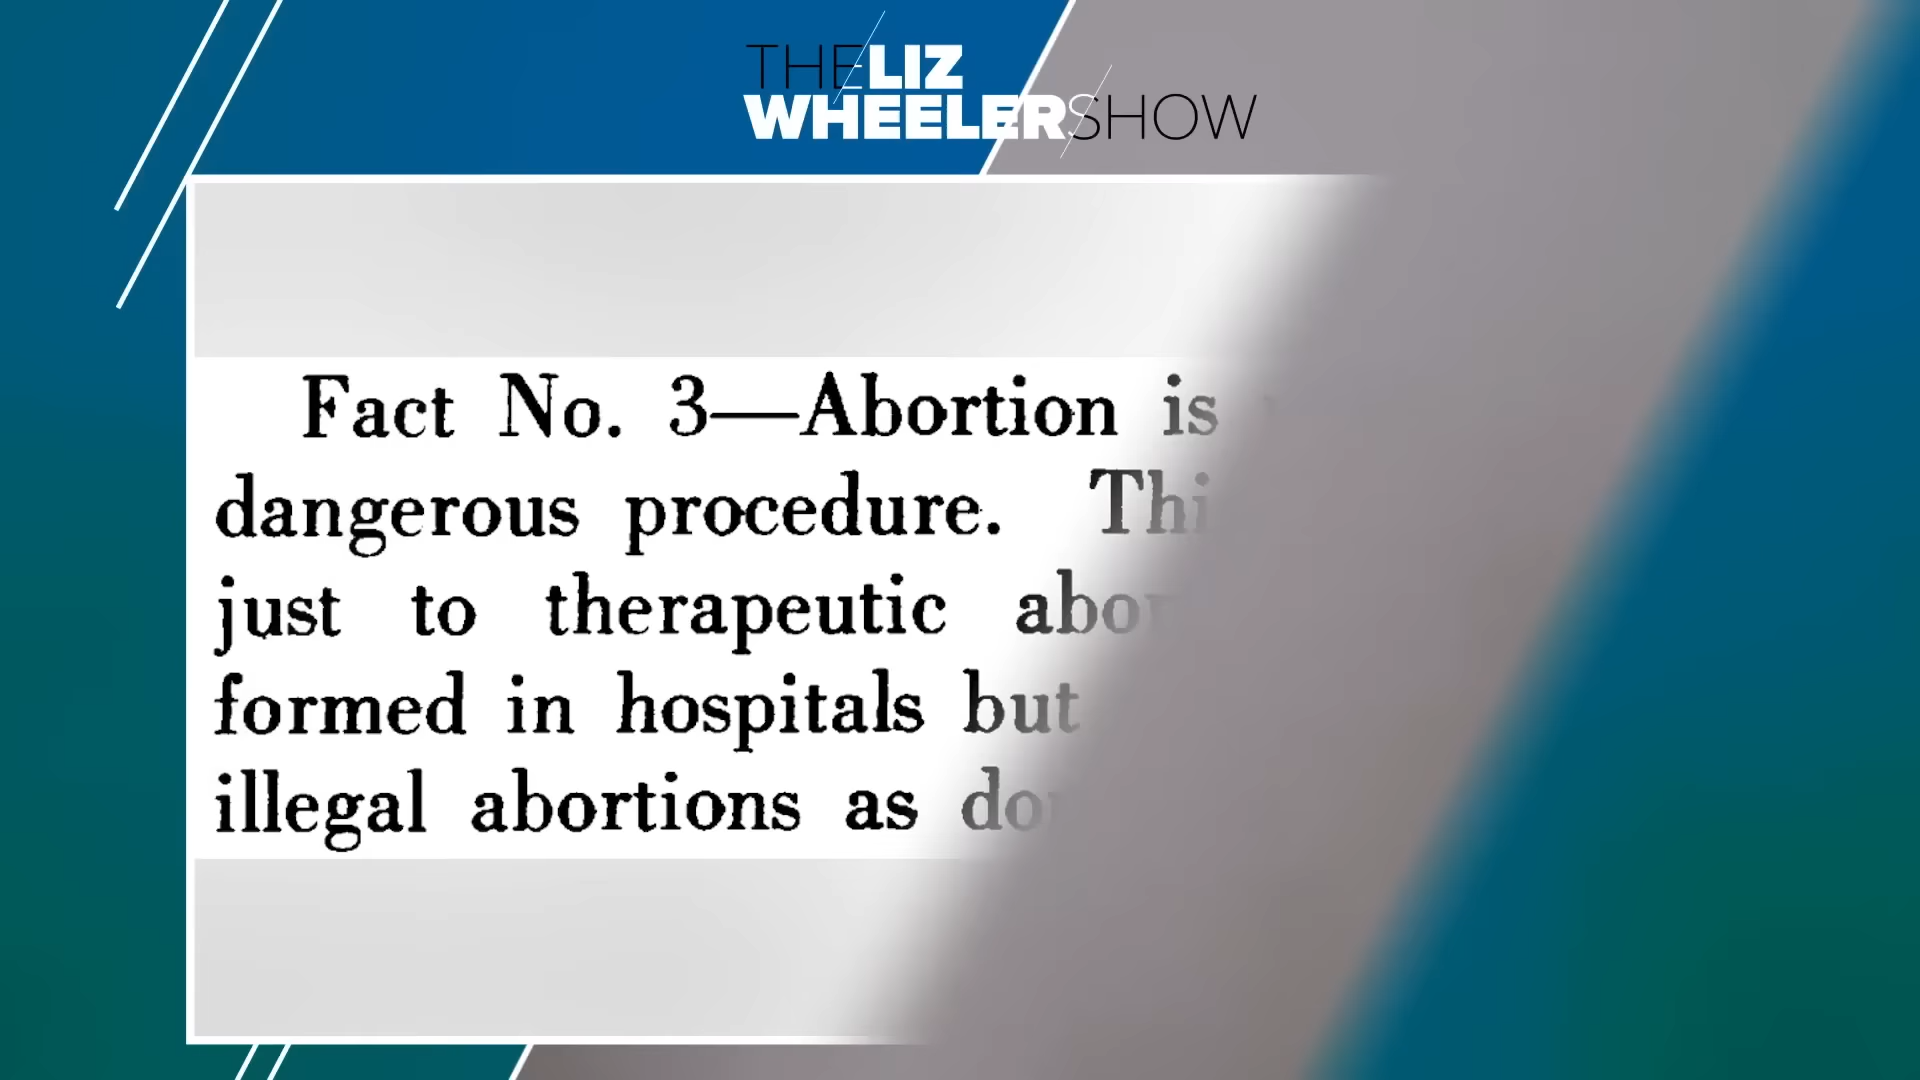 THE LIZ
WHEELER SHOW
Fact No. 3—Abortion is
dangerous procedure.
just to therapeutic
formed in hospitals but
illegal abortions as